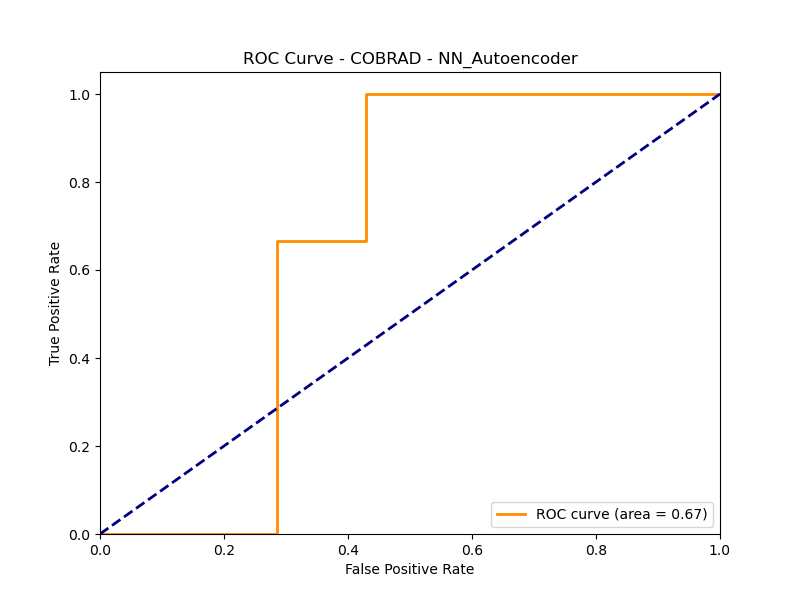 ROC Curve - COBRAD - NN_Autoencoder
True Positive Rate
1.0
0.8
0.6
0.4
0.2
0.0
ROC curve (area = 0.67)
0.0 0.2 0.4 0.6 0.8 1.0
False Positive Rate